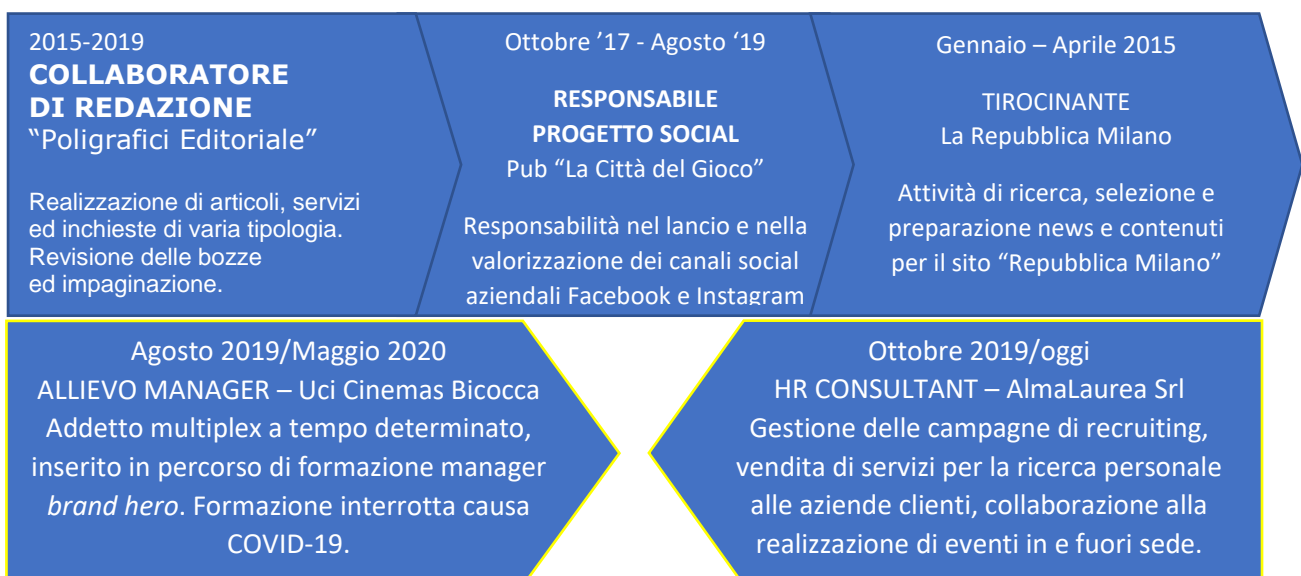 2015-2019
COLLABORATORE
DI REDAZIONE
“Poligrafici Editoriale”
Realizzazione di articoli, servizi
ed inchieste di varia tipologia.
Revisione delle bozze
ed impaginazione.
Ottobre ’17 - Agosto ‘19
RESPONSABILE
PROGETTO SOCIAL
Pub “La Città del Gioco”
Responsabilità nel lancio e nella
valorizzazione dei canali social
aziendali Facebook e Instagram
Gennaio – Aprile 2015
TIROCINANTE
La Repubblica Milano
Attività di ricerca, selezione e
preparazione news e contenuti
per il sito “Repubblica Milano”
Agosto 2019/Maggio 2020
ALLIEVO MANAGER – Uci Cinemas Bicocca
Addetto multiplex a tempo determinato,
inserito in percorso di formazione manager
brand hero. Formazione interrotta causa
COVID-19.
Ottobre 2019/oggi
HR CONSULTANT – AlmaLaurea Srl
Gestione delle campagne di recruiting,
vendita di servizi per la ricerca personale
alle aziende clienti, collaborazione alla
realizzazione di eventi in e fuori sede.